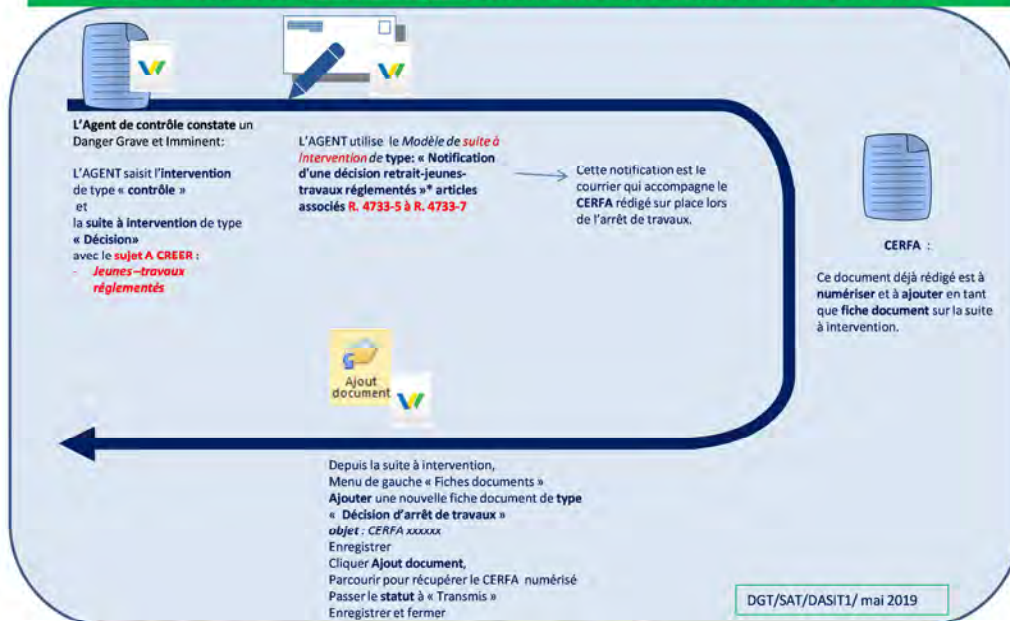 L'Agent de contrôle constate un
Danger Grave et Imminent:
L'AGENT saisit l'intervention
de type « contrôle »
et
la suite à intervention de type
« Décision»
avec le sujet A CREER :
- Jeunes–travaux
réglementés
L'AGENT utilise le Modèle de suite à
Intervention de type: « Notification
d'une décision retrait-jeunes-
travaux réglementés »* articles
associés R. 4733-5 à R. 4733-7
Cette notification est le
courrier qui accompagne le
CERFA rédigé sur place lors
de l'arrêt de travaux.
CERFA :
Ce document déjà rédigé est à
numériser et à ajouter en tant
que fiche document sur la suite
à intervention.
Ajout
document
Depuis la suite à intervention,
Menu de gauche « Fiches documents »
Ajouter une nouvelle fiche document de type
« Décision d'arrêt de travaux »
objet : CERFA xxxxxx
Enregistrer
Cliquer Ajout document,
Parcourir pour récupérer le CERFA numérisé
Passer le statut à « Transmis »
Enregistrer et fermer
DGT/SAT/DASIT1/ mai 2019